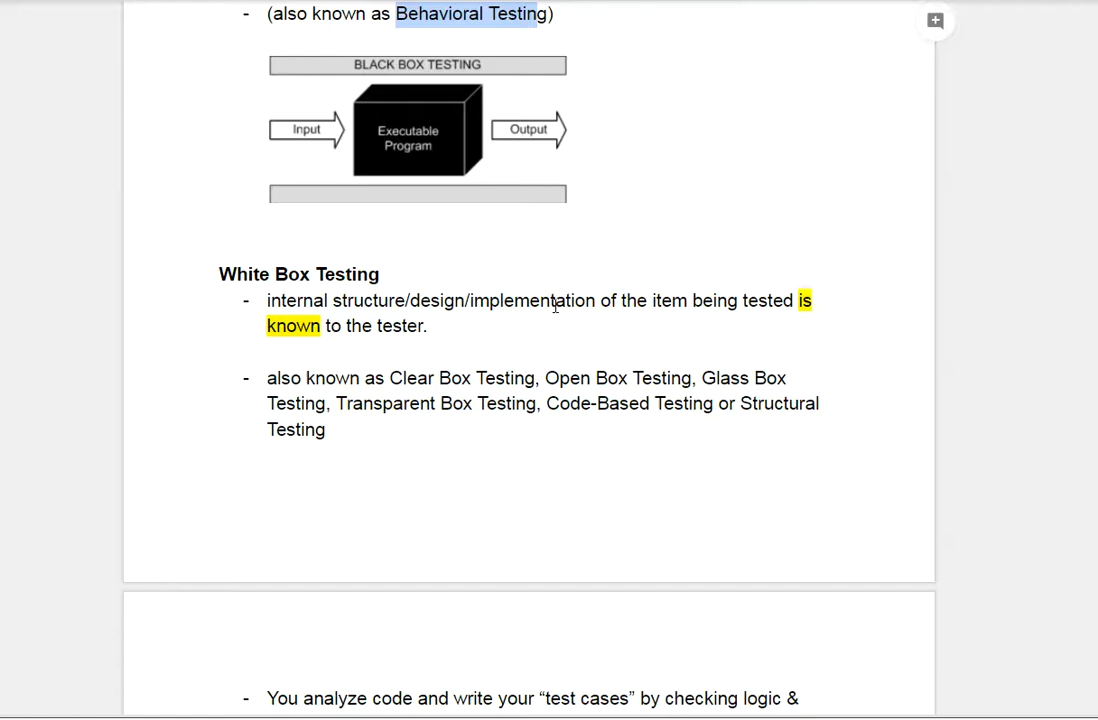 - (also known as Behavioral Testing)
BLACK BOX TESTING
Input
Executable
Program
Output
White Box Testing
- internal structure/design/implementation of the item being tested is
known to the tester.
- also known as Clear Box Testing, Open Box Testing, Glass Box
Testing, Transparent Box Testing, Code-Based Testing or Structural
Testing
- You analyze code and write your “test cases” by checking logic &